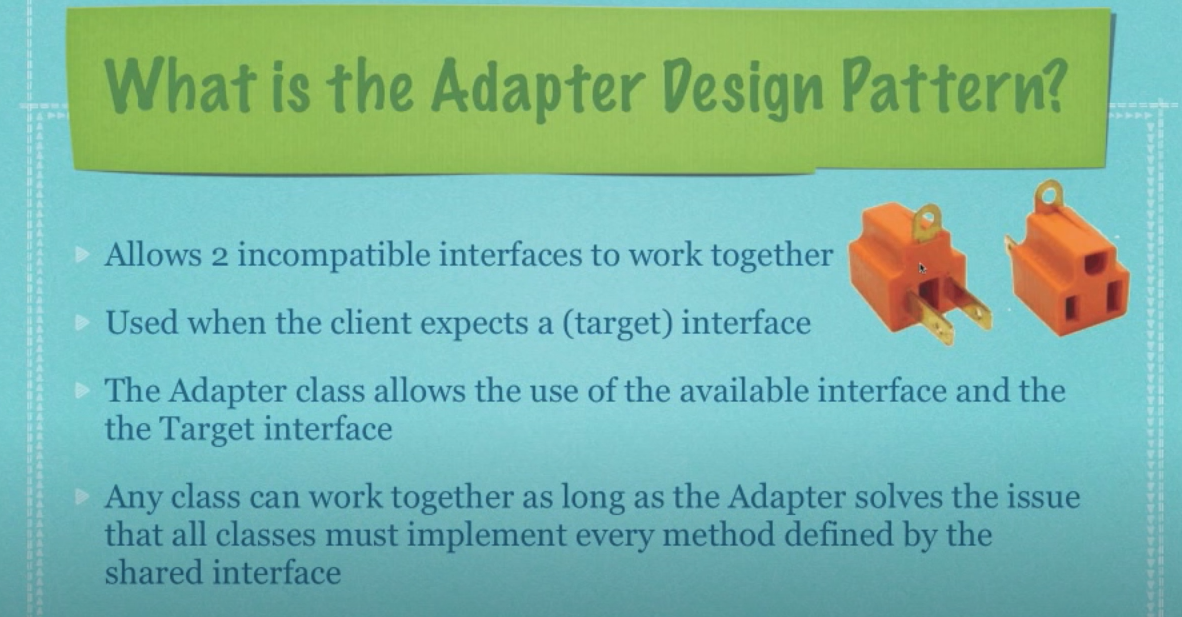 What is the Adapter Design Pattern?
Allows 2 incompatible interfaces to work together
Used when the client expects a (target) interface
The Adapter class allows the use of the available interface and the
the Target interface
Any class can work together as long as the Adapter solves the issue
that all classes must implement every method defined by the
shared interface